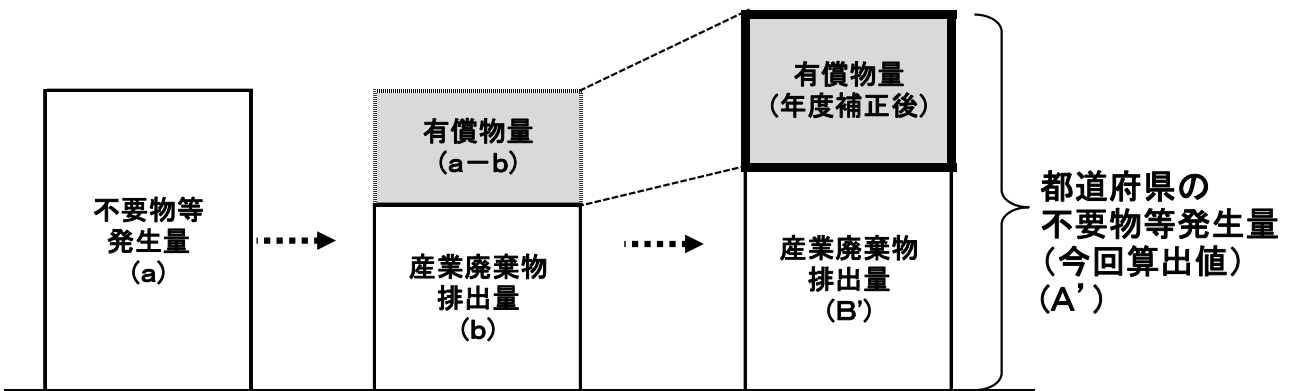 不要物等
発生量
(a)
有償物量
(a－b)
産業廃棄物
排出量
(b)
有償物量
(年度補正後)
産業廃棄物
排出量
(B')
都道府県の
不要物等発生量
(今回算出値)
(A’)